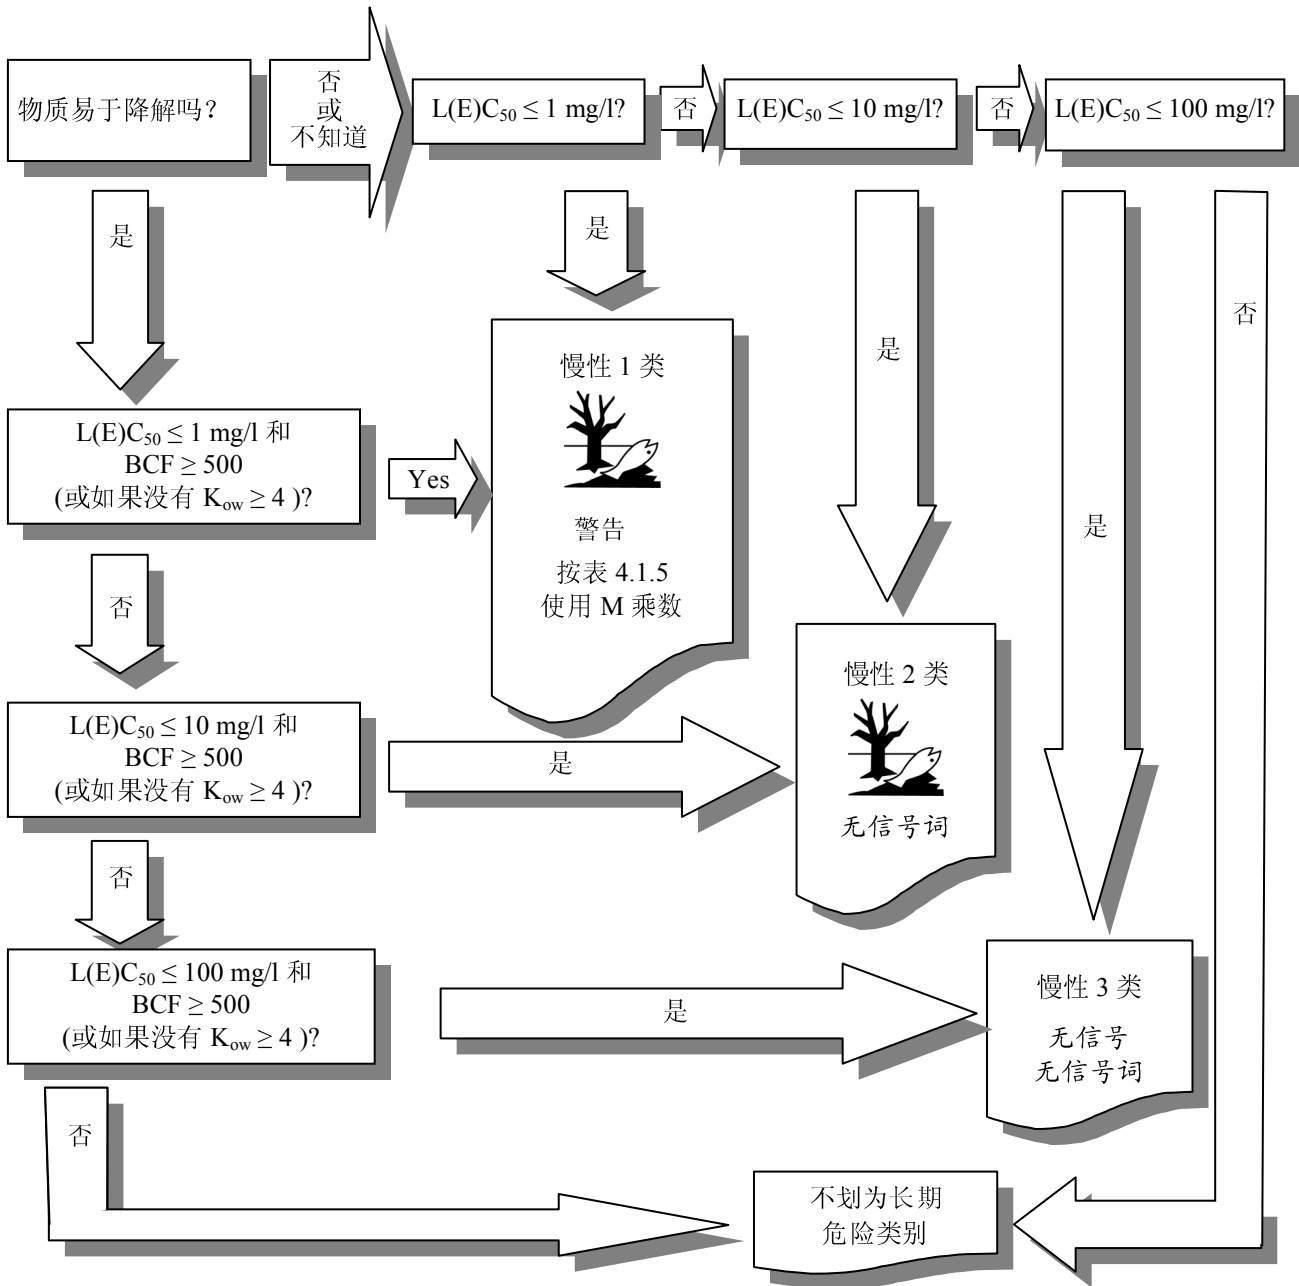 物质易于降解吗？
否
或
不知道
L(E)C₅₀ ≤ 1 mg/l?
否
L(E)C₅₀ ≤ 10 mg/l?
否
L(E)C₅₀ ≤ 100 mg/l?
是
是
是
是
否
L(E)C₅₀ ≤ 1 mg/l 和
BCF ≥ 500
(或如果没有 Kow ≥ 4 )?
Yes
慢性 1 类
警告
按表 4.1.5
使用 M 乘数
否
L(E)C₅₀ ≤ 10 mg/l 和
BCF ≥ 500
(或如果没有 Kow ≥ 4 )?
是
慢性 2 类
无信号词
否
L(E)C₅₀ ≤ 100 mg/l 和
BCF ≥ 500
(或如果没有 Kow ≥ 4 )?
是
慢性 3 类
无信号
无信号词
否
不划为长期
危险类别